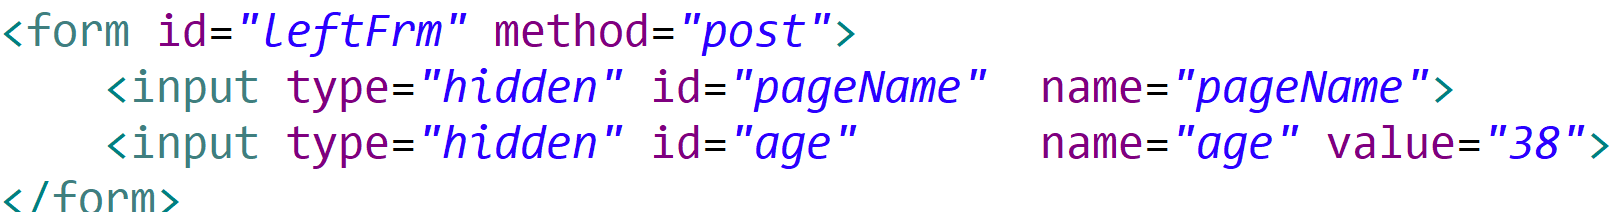 <form id="leftFrm" method="post">
    <input type="hidden" id="pageName"  name="pageName">
    <input type="hidden" id="age"       name="age" value="38">
</form>